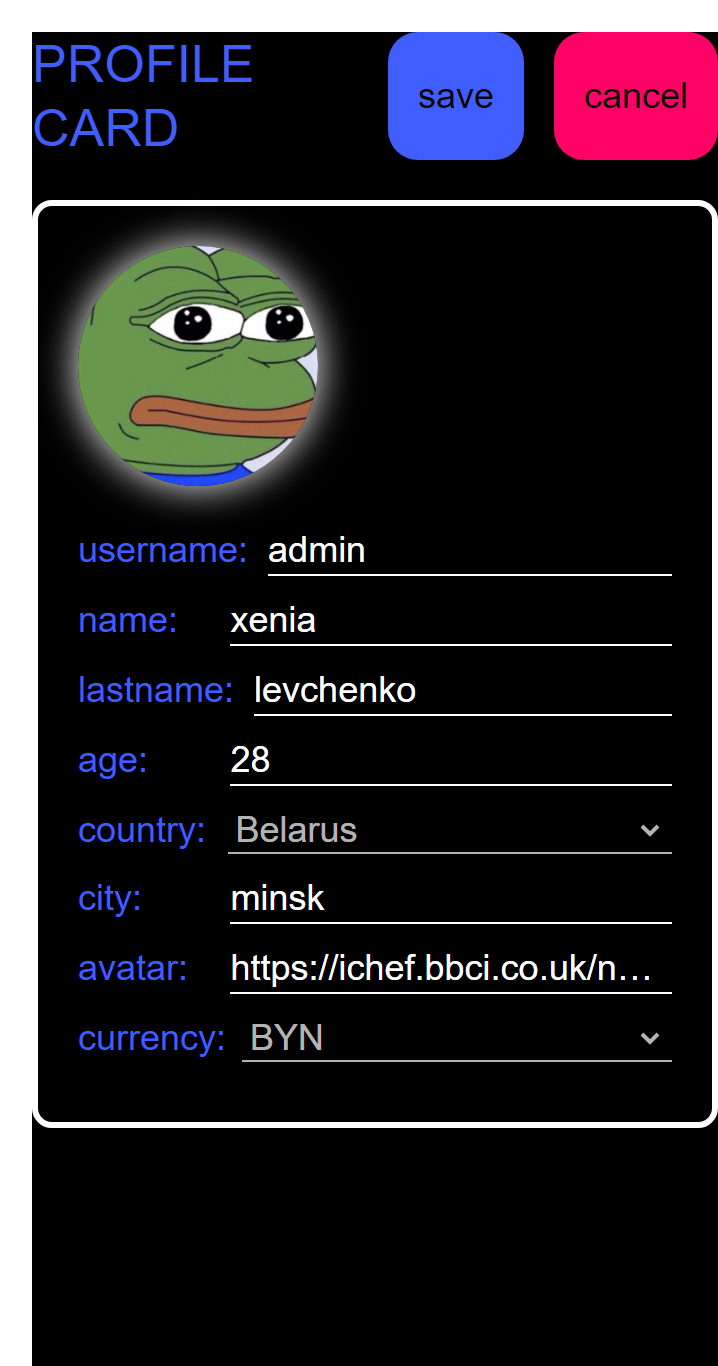 PROFILE
CARD
save
cancel
username: admin
name: xenia
lastname: levchenko
age: 28
country: Belarus
city: minsk
avatar: https://ichef.bbci.co.uk/n…
currency: BYN